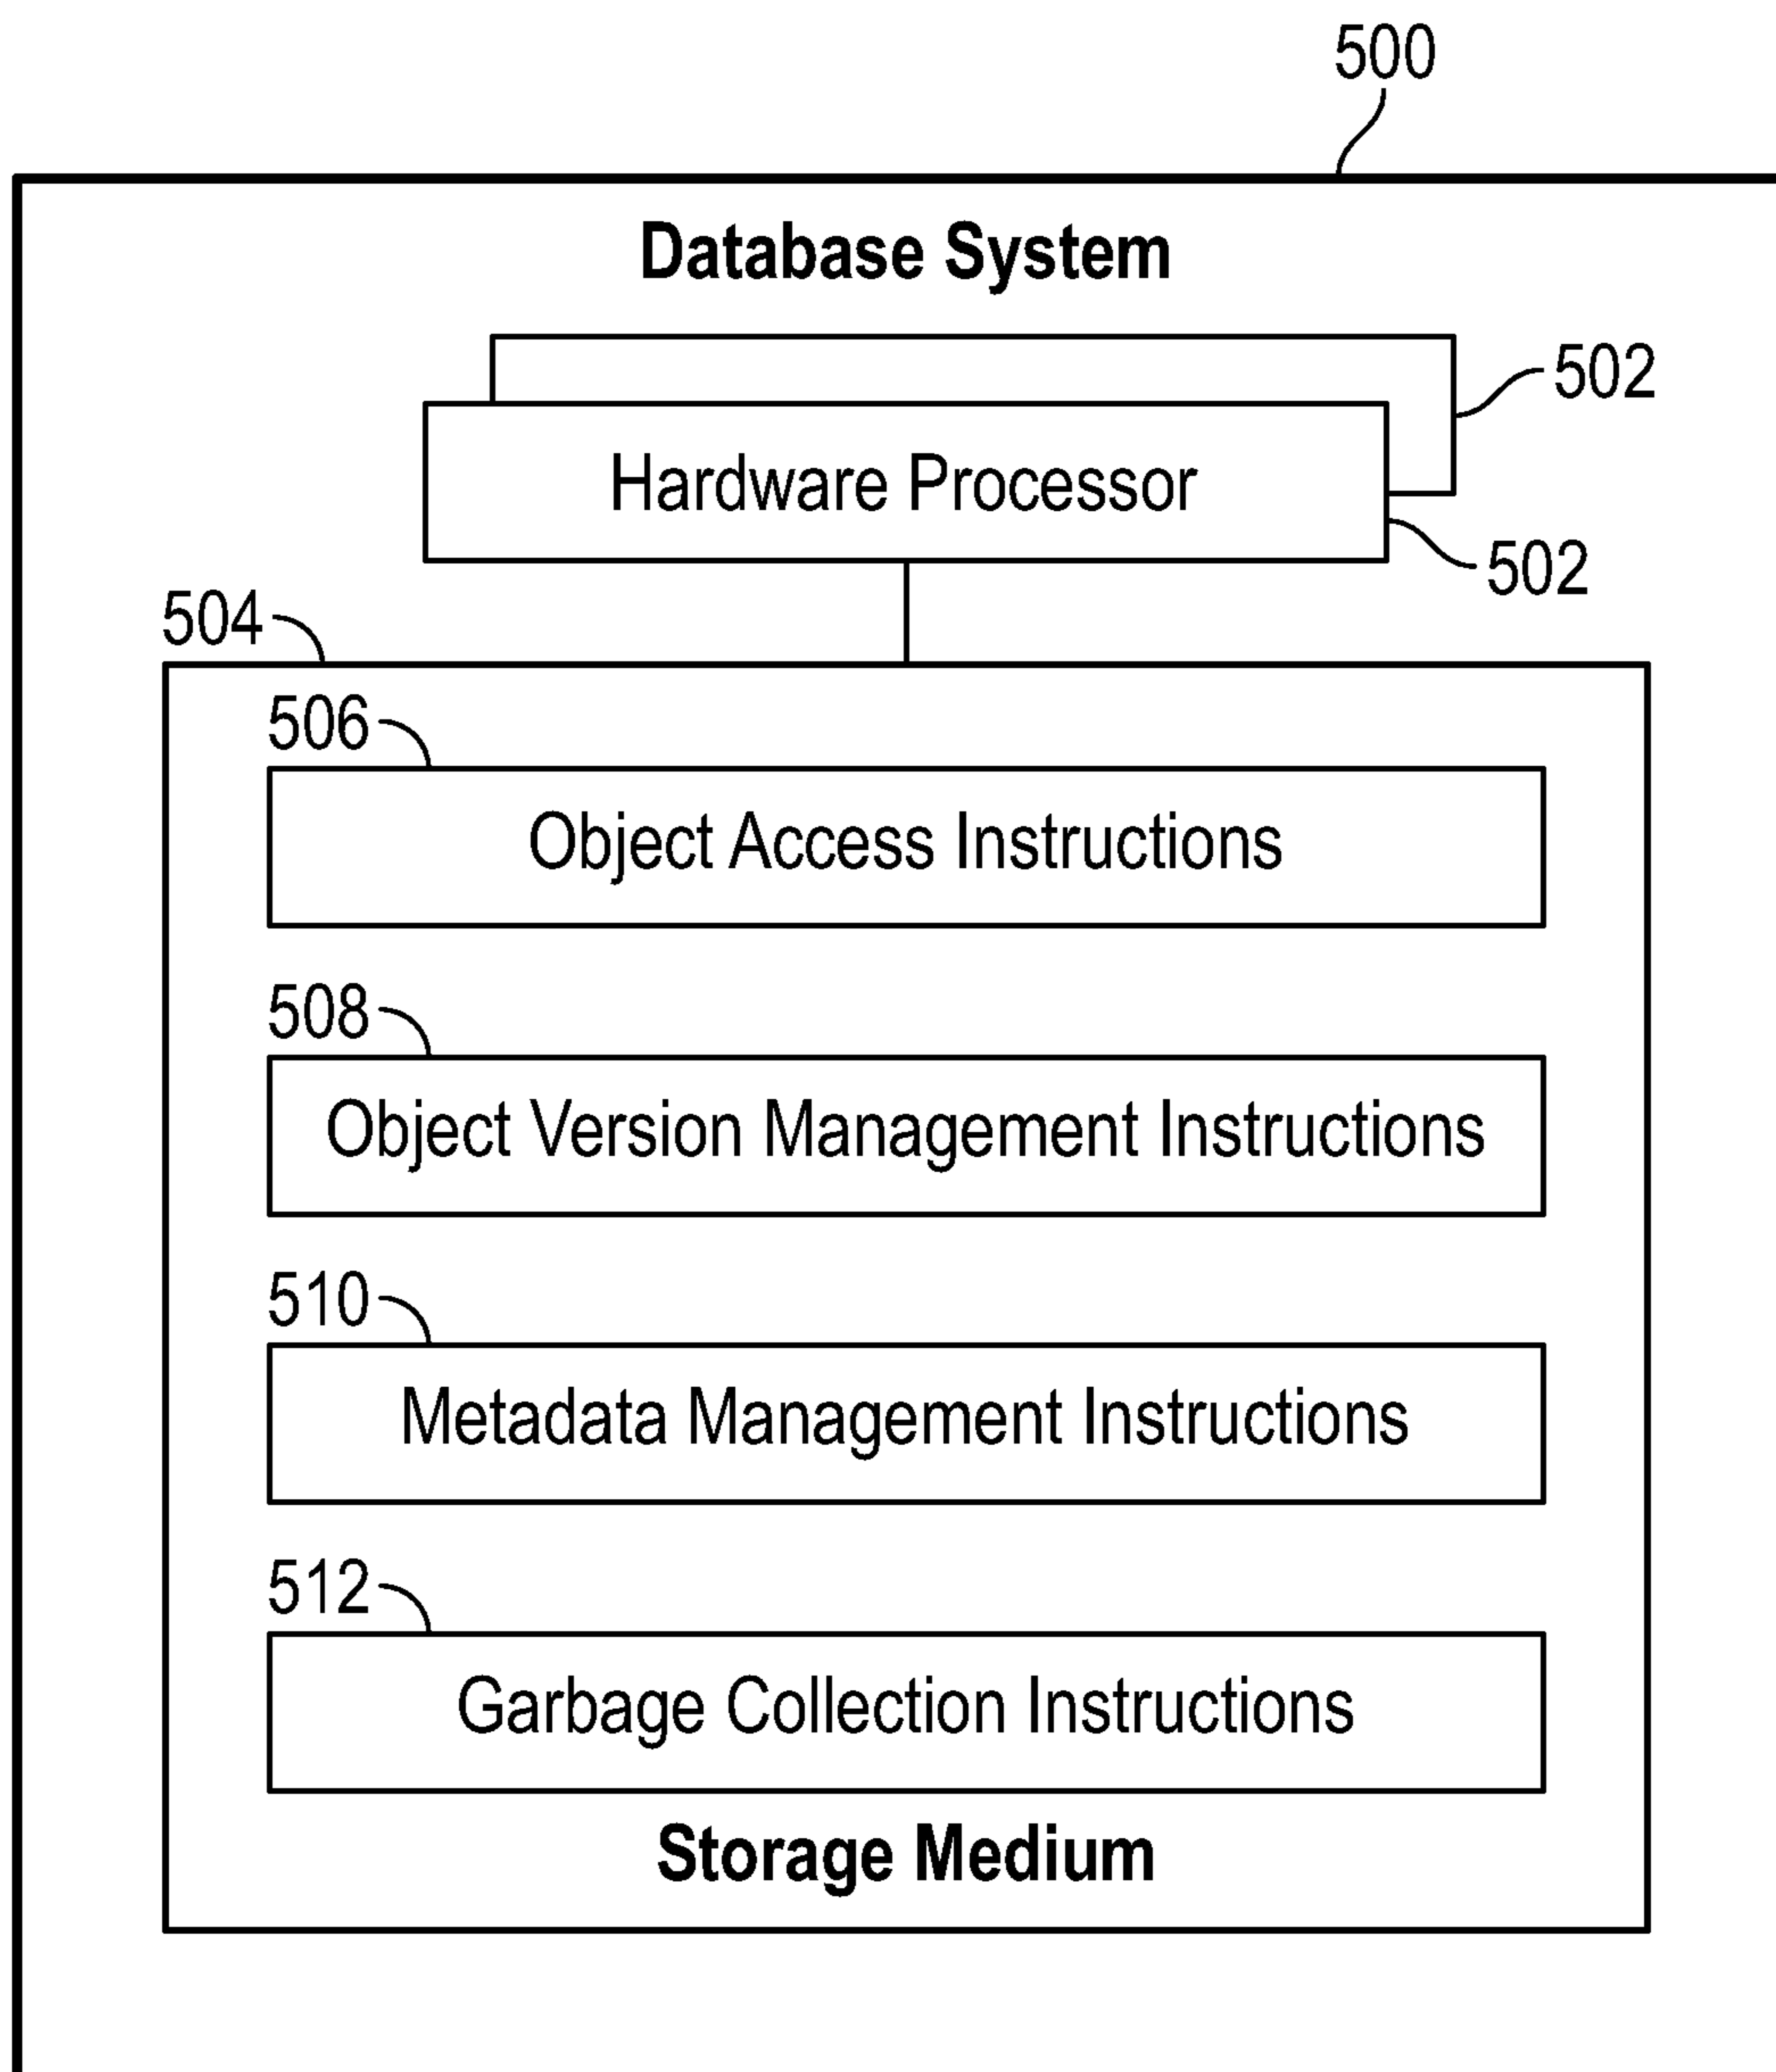 500
Database System
502
Hardware Processor
502
504
506
Object Access Instructions
508
Object Version Management Instructions
510
Metadata Management Instructions
512
Garbage Collection Instructions
Storage Medium